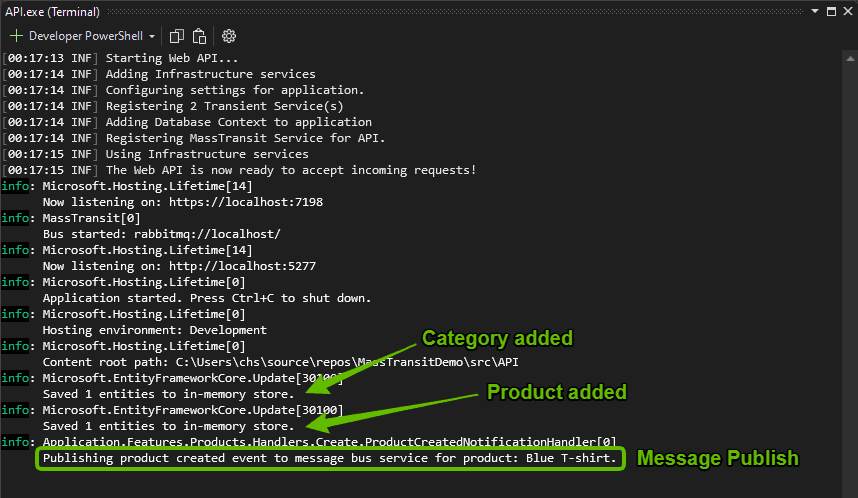 API.exe (Terminal)
Developer PowerShell
[00:17:13 INF] Starting Web API...
[00:17:14 INF] Adding Infrastructure services
[00:17:14 INF] Configuring settings for application.
[00:17:14 INF] Registering 2 Transient Service(s)
[00:17:14 INF] Adding Database Context to application
[00:17:14 INF] Registering MassTransit Service for API.
[00:17:15 INF] Using Infrastructure services
[00:17:15 INF] The Web API is now ready to accept incoming requests!
info: Microsoft.Hosting.Lifetime[14]
Now listening on: https://localhost:7198
info: MassTransit[0]
Bus started: rabbitmq://localhost/
info: Microsoft.Hosting.Lifetime[14]
Now listening on: http://localhost:5277
info: Microsoft.Hosting.Lifetime[0]
Application started. Press Ctrl+C to shut down.
info: Microsoft.Hosting.Lifetime[0]
Hosting environment: Development
Category added
info: Microsoft.Hosting.Lifetime[0]
Content root path: C:\Users\chs\source\repos\MassTransitDemo\src\API
info: Microsoft.EntityFrameworkCore.Update[30100]
Saved 1 entities to in-memory store.
Product added
info: Microsoft.EntityFrameworkCore.Update[30100]
Saved 1 entities to in-memory store.
info: Application.Features.Products.Handlers.Create.ProductCreatedNotificationHandler[0]
Publishing product created event to message bus service for product: Blue T-shirt.
Message Publish